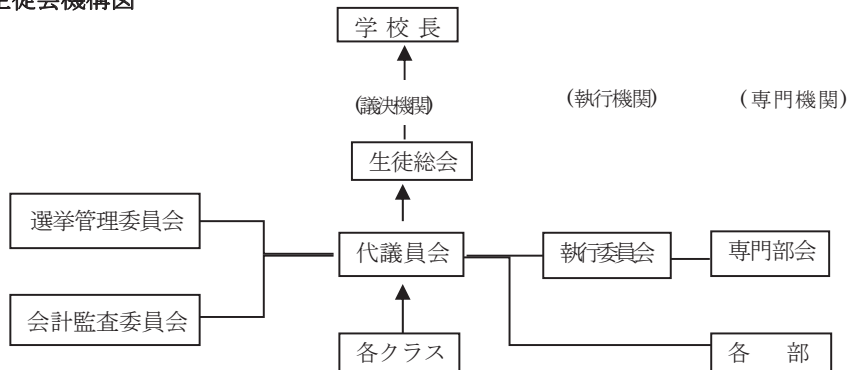 生徒会機構図
学 校 長
(議決機関)
(執行機関)
(専門機関)
生徒総会
選挙管理委員会
代議員会
執行委員会
専門部会
会計監査委員会
各クラス
各 部